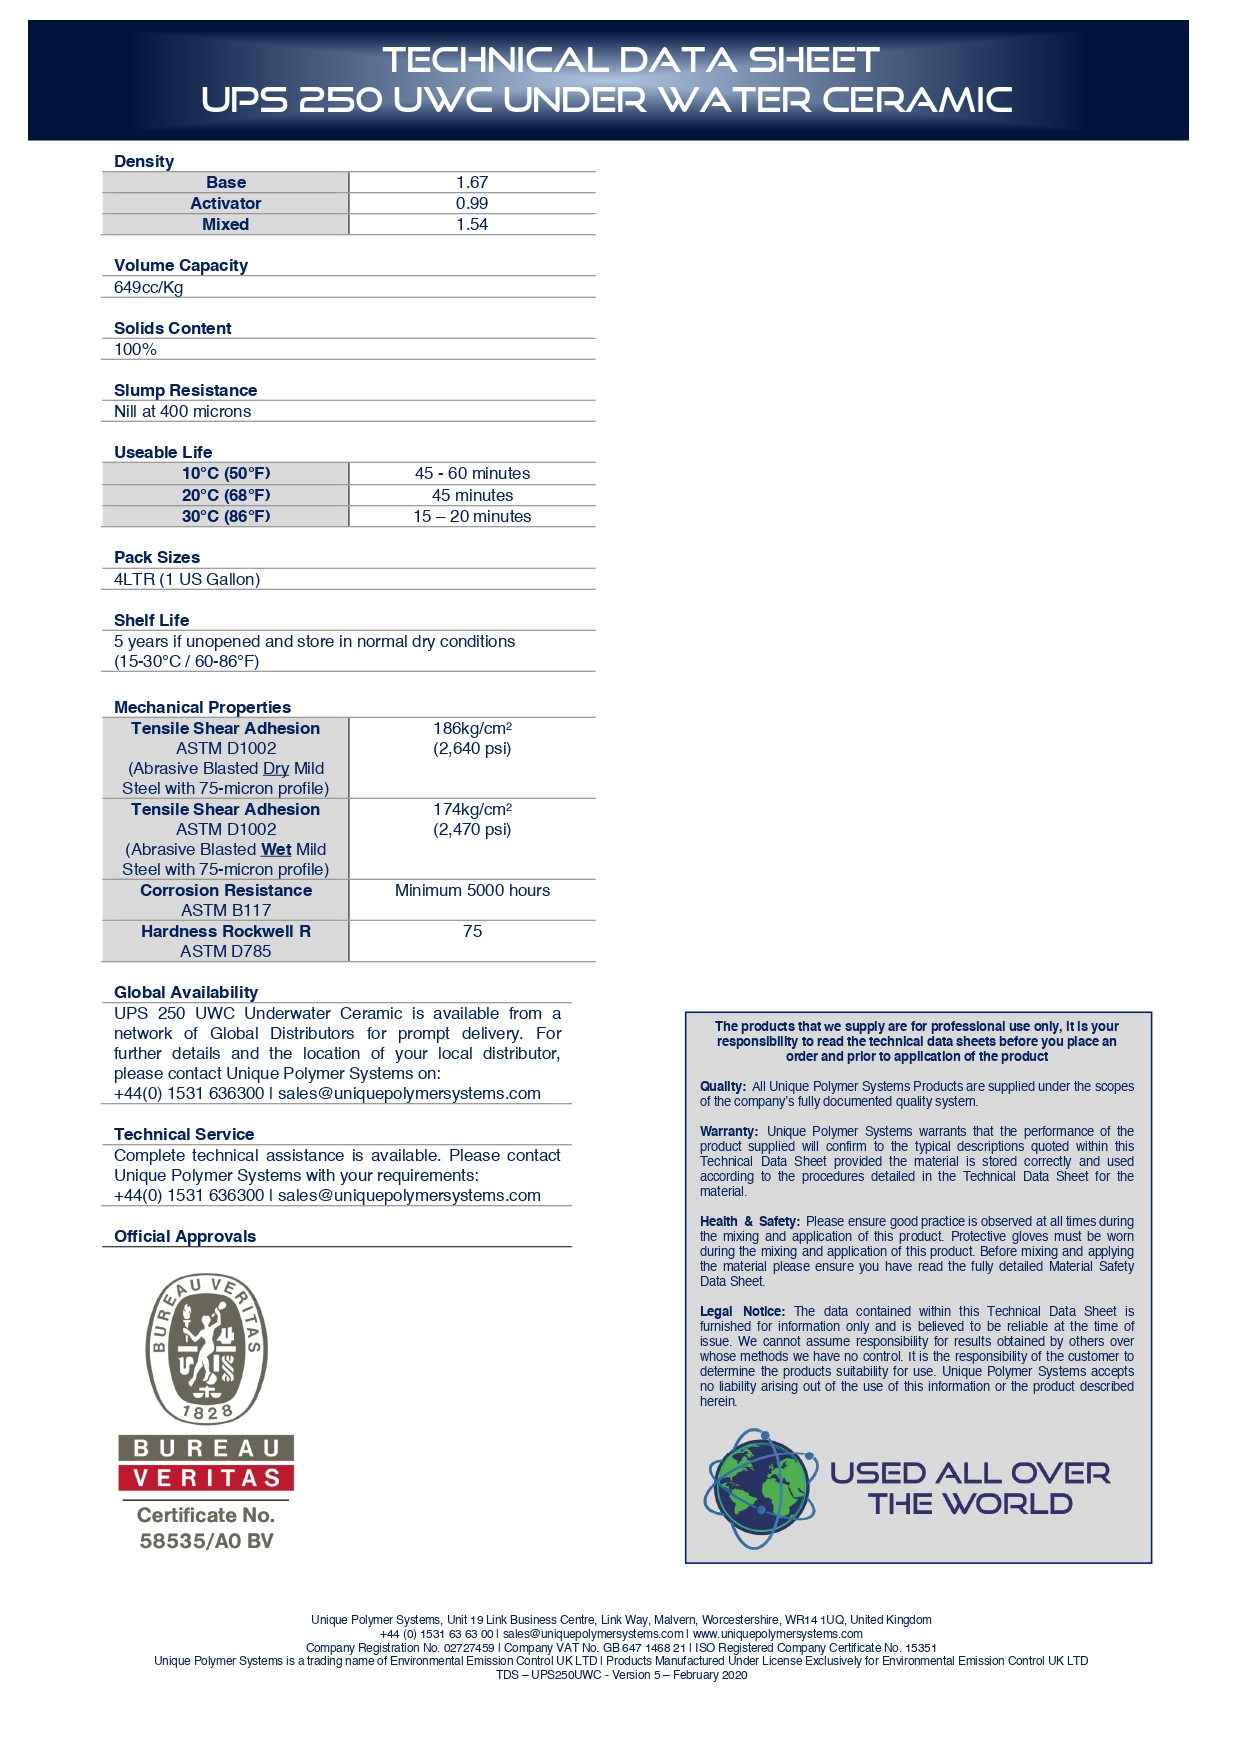 TECHNICAL DATA SHEET
UPS 250 UWC UNDER WATER CERAMIC
Density
Base 1.67
Activator 0.99
Mixed 1.54
Volume Capacity
649cc/Kg
Solids Content
100%
Slump Resistance
Nill at 400 microns
Useable Life
10°C (50°F) 45 - 60 minutes
20°C (68°F) 45 minutes
30°C (86°F) 15 – 20 minutes
Pack Sizes
4LTR (1 US Gallon)
Shelf Life
5 years if unopened and store in normal dry conditions
(15-30°C / 60-86°F)
Mechanical Properties
Tensile Shear Adhesion 186kg/cm²
ASTM D1002 (2,640 psi)
(Abrasive Blasted Dry Mild
Steel with 75-micron profile)
Tensile Shear Adhesion 174kg/cm²
ASTM D1002 (2,470 psi)
(Abrasive Blasted Wet Mild
Steel with 75-micron profile)
Corrosion Resistance Minimum 5000 hours
ASTM B117
Hardness Rockwell R 75
ASTM D785
Global Availability
UPS 250 UWC Underwater Ceramic is available from a
network of Global Distributors for prompt delivery. For
further details and the location of your local distributor,
please contact Unique Polymer Systems on:
+44(0) 1531 636300 | sales@uniquepolymersystems.com
Technical Service
Complete technical assistance is available. Please contact
Unique Polymer Systems with your requirements:
+44(0) 1531 636300 | sales@uniquepolymersystems.com
Official Approvals
BUREAU VERITAS
1828
BUREAU
VERITAS
Certificate No.
58535/A0 BV
The products that we supply are for professional use only, it is your
responsibility to read the technical data sheets before you place an
order and prior to application of the product
Quality: All Unique Polymer Systems Products are supplied under the scopes
of the company's fully documented quality system.
Warranty: Unique Polymer Systems warrants that the performance of the
product supplied will confirm to the typical descriptions quoted within this
Technical Data Sheet provided the material is stored correctly and used
according to the procedures detailed in the Technical Data Sheet for the
material.
Health & Safety: Please ensure good practice is observed at all times during
the mixing and application of this product. Protective gloves must be worn
during the mixing and application of this product. Before mixing and applying
the material please ensure you have read the fully detailed Material Safety
Data Sheet.
Legal Notice: The data contained within this Technical Data Sheet is
furnished for information only and is believed to be reliable at the time of
issue. We cannot assume responsibility for results obtained by others over
whose methods we have no control. It is the responsibility of the customer to
determine the products suitability for use. Unique Polymer Systems accepts
no liability arising out of the use of this information or the product described
herein.
USED ALL OVER
THE WORLD
Unique Polymer Systems, Unit 19 Link Business Centre, Link Way, Malvern, Worcestershire, WR14 1UQ, United Kingdom
+44 (0) 1531 63 63 00 | sales@uniquepolymersystems.com | www.uniquepolymersystems.com
Company Registration No. 02727459 | Company VAT No. GB 647 1468 21 | ISO Registered Company Certificate No. 15351
Unique Polymer Systems is a trading name of Environmental Emission Control UK LTD | Products Manufactured Under License Exclusively for Environmental Emission Control UK LTD
TDS – UPS250UWC - Version 5 – February 2020